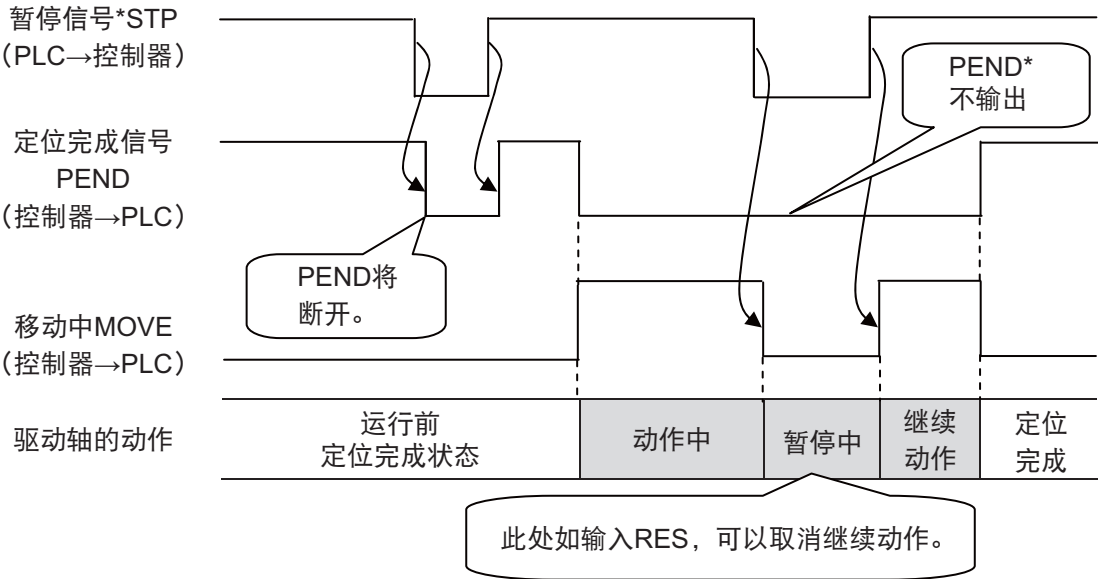 暂停信号*STP
（PLC→控制器）
PEND*
不输出
定位完成信号
PEND
（控制器→PLC）
PEND将
断开。
移动中MOVE
（控制器→PLC）
驱动轴的动作
运行前
定位完成状态
动作中
暂停中
继续
动作
定位
完成
此处如输入RES，可以取消继续动作。